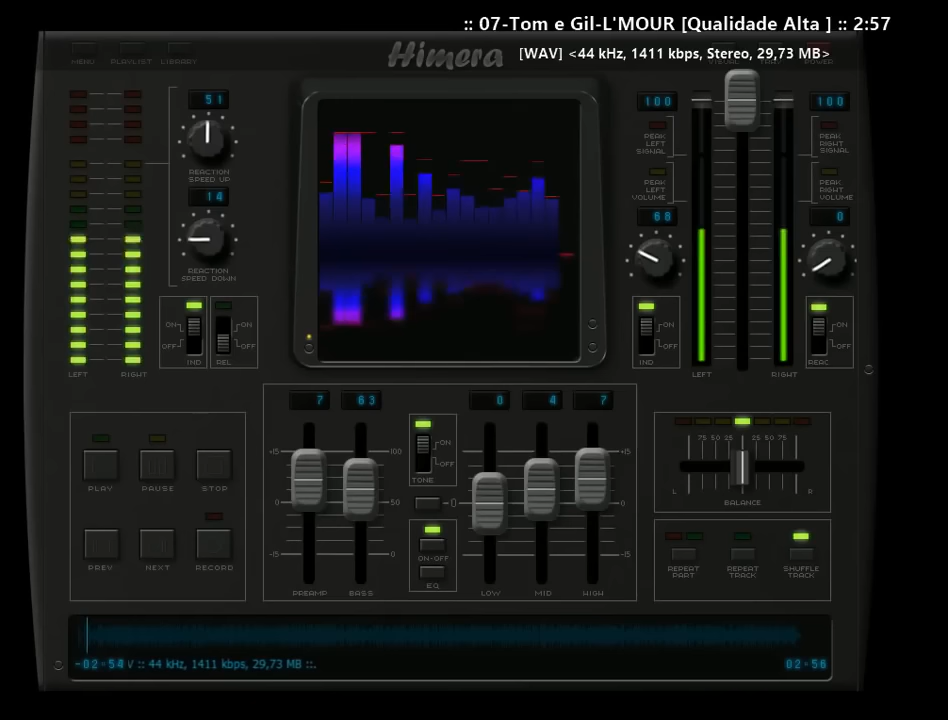 :: 07-Tom e Gil-L'MOUR [Qualidade Alta ] :: 2:57
Himera
[WAV] <44 kHz, 1411 kbps, Stereo, 29,73 MB>
MENU PLAYLIST LIBRARY
POWER
51
REACTION SPEED UP
14
REACTION SPEED DOWN
ON
OFF
IND
ON
OFF
REL
LEFT RIGHT
100
PEAK LEFT SIGNAL
PEAK LEFT VOLUME
68
ON
OFF
IND
LEFT RIGHT
100
PEAK RIGHT SIGNAL
PEAK RIGHT VOLUME
0
ON
OFF
REAC
PLAY PAUSE STOP
PREV NEXT RECORD
7 63 0 4 7
+15 100 +15
0 50 0
-15 0 -15
ON
OFF
TONE
0
ON-OFF
EQ
PREAMP BASS LOW MID HIGH
75 50 25 25 50 75
L R
BALANCE
REPEAT PART
REPEAT TRACK
SHUFFLE TRACK
-02:54 V :: 44 kHz, 1411 kbps, 29,73 MB ::. 02:56